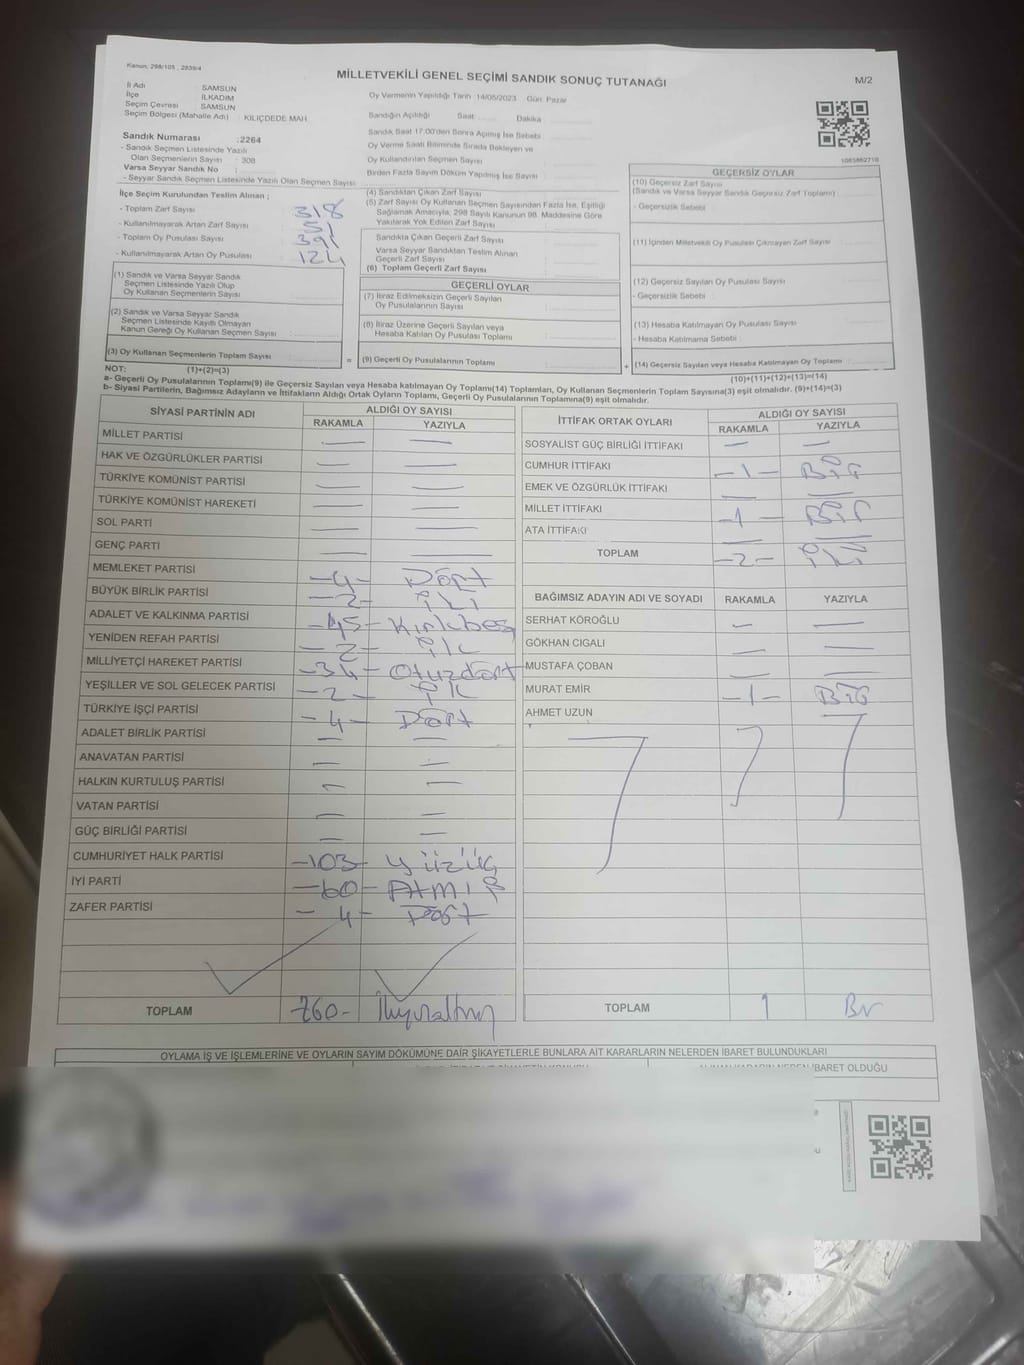 Kanun, 298/105 , 2839/4
MİLLETVEKİLİ GENEL SEÇİMİ SANDIK SONUÇ TUTANAĞI
M/2
İl Adı : SAMSUN
İlçe : İLKADIM
Seçim Çevresi : SAMSUN
Seçim Bölgesi (Mahalle Adı) : KILIÇDEDE MAH.
Oy Vermenin Yapıldığı Tarih :14/05/2023 Gün: Pazar
Sandığın Açıldığı Saat Dakika
Sandık Saat 17.00'den Sonra Açılmış İse Sebebi
Oy Verme Saati Bitiminde Sırada Bekleyen ve
Oy Kullandırılan Seçmen Sayısı
Birden Fazla Sayım Döküm Yapılmış İse Sayısı
1083862710
Sandık Numarası :2264
- Sandık Seçmen Listesinde Yazılı
Olan Seçmenlerin Sayısı : 308
Varsa Seyyar Sandık No :
- Seyyar Sandık Seçmen Listesinde Yazılı Olan Seçmen Sayısı
İlçe Seçim Kurulundan Teslim Alınan ;
- Toplam Zarf Sayısı 318
- Kullanılmayarak Artan Zarf Sayısı 51
- Toplam Oy Pusulası Sayısı 391
- Kullanılmayarak Artan Oy Pusulası 124
(1) Sandık ve Varsa Seyyar Sandık
Seçmen Listesinde Yazılı Olup
Oy Kullanan Seçmenlerin Sayısı
(2) Sandık ve Varsa Seyyar Sandık
Seçmen Listesinde Kayıtlı Olmayan
Kanun Gereği Oy Kullanan Seçmen Sayısı :
(3) Oy Kullanan Seçmenlerin Toplam Sayısı
(4) Sandıktan Çıkan Zarf Sayısı
(5) Zarf Sayısı Oy Kullanan Seçmen Sayısından Fazla İse, Eşitliği
Sağlamak Amacıyla, 298 Sayılı Kanunun 98. Maddesine Göre
Yakılarak Yok Edilen Zarf Sayısı
Sandıkta Çıkan Geçerli Zarf Sayısı
Varsa Seyyar Sandıktan Teslim Alınan
Geçerli Zarf Sayısı
(6) Toplam Geçerli Zarf Sayısı
GEÇERLİ OYLAR
(7) İtiraz Edilmeksizin Geçerli Sayılan
Oy Pusulalarının Sayısı
(8) İtiraz Üzerine Geçerli Sayılan veya
Hesaba Katılan Oy Pusulası Toplamı
= (9) Geçerli Oy Pusulalarının Toplamı
GEÇERSİZ OYLAR
(10) Geçersiz Zarf Sayısı
(Sandık ve Varsa Seyyar Sandık Geçersiz Zarf Toplamı)
- Geçersizlik Sebebi
(11) İçinden Milletvekili Oy Pusulası Çıkmayan Zarf Sayısı
(12) Geçersiz Sayılan Oy Pusulası Sayısı
- Geçersizlik Sebebi
(13) Hesaba Katılmayan Oy Pusulası Sayısı
- Hesaba Katılmama Sebebi
+ (14) Geçersiz Sayılan veya Hesaba Katılmayan Oy Toplamı
NOT: (1)+(2)=(3)
(10)+(11)+(12)+(13)=(14)
a- Geçerli Oy Pusulalarının Toplamı(9) ile Geçersiz Sayılan veya Hesaba katılmayan Oy Toplamı(14) Toplamları, Oy Kullanan Seçmenlerin Toplam Sayısına(3) eşit olmalıdır. (9)+(14)=(3)
b- Siyasi Partilerin, Bağımsız Adayların ve İttifakların Aldığı Ortak Oyların Toplamı, Geçerli Oy Pusulalarının Toplamına(9) eşit olmalıdır.
SİYASİ PARTİNİN ADI ALDIĞI OY SAYISI
RAKAMLA YAZIYLA
MİLLET PARTİSİ — —
HAK VE ÖZGÜRLÜKLER PARTİSİ — —
TÜRKİYE KOMÜNİST PARTİSİ — —
TÜRKİYE KOMÜNİST HAREKETİ — —
SOL PARTİ — —
GENÇ PARTİ — —
MEMLEKET PARTİSİ -4- Dört
BÜYÜK BİRLİK PARTİSİ -2- İki
ADALET VE KALKINMA PARTİSİ -45- Kırkbeş
YENİDEN REFAH PARTİSİ -2- İki
MİLLİYETÇİ HAREKET PARTİSİ -34- Otuzdört
YEŞİLLER VE SOL GELECEK PARTİSİ -2- İki
TÜRKİYE İŞÇİ PARTİSİ -4- Dört
ADALET BİRLİK PARTİSİ — —
ANAVATAN PARTİSİ — —
HALKIN KURTULUŞ PARTİSİ — —
VATAN PARTİSİ — —
GÜÇ BİRLİĞİ PARTİSİ — —
CUMHURİYET HALK PARTİSİ -103- Yüzüç
İYİ PARTİ -60- Atmış
ZAFER PARTİSİ -4- Dört
TOPLAM 260- İkiyüzaltmış
İTTİFAK ORTAK OYLARI ALDIĞI OY SAYISI
RAKAMLA YAZIYLA
SOSYALİST GÜÇ BİRLİĞİ İTTİFAKI — —
CUMHUR İTTİFAKI -1- Bir
EMEK VE ÖZGÜRLÜK İTTİFAKI — —
MİLLET İTTİFAKI -1- Bir
ATA İTTİFAKI — —
TOPLAM -2- İki
BAĞIMSIZ ADAYIN ADI VE SOYADI RAKAMLA YAZIYLA
SERHAT KÖROĞLU — —
GÖKHAN CIGALI — —
MUSTAFA ÇOBAN — —
MURAT EMİR -1- Bir
AHMET UZUN
TOPLAM 1 Bir
OYLAMA İŞ VE İŞLEMLERİNE VE OYLARIN SAYIM DÖKÜMÜNE DAİR ŞİKAYETLERLE BUNLARA AİT KARARLARIN NELERDEN İBARET BULUNDUKLARI
İBARET OLDUĞU